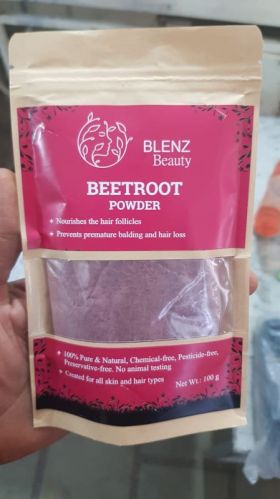 BLENZ
Beauty
BEETROOT
POWDER
Nourishes the hair follicles
Prevents premature balding and hair loss
100% Pure & Natural, Chemical-free, Pesticide-free,
Preservative-free. No animal testing
Created for all skin and hair types
Net Wt.: 100 g